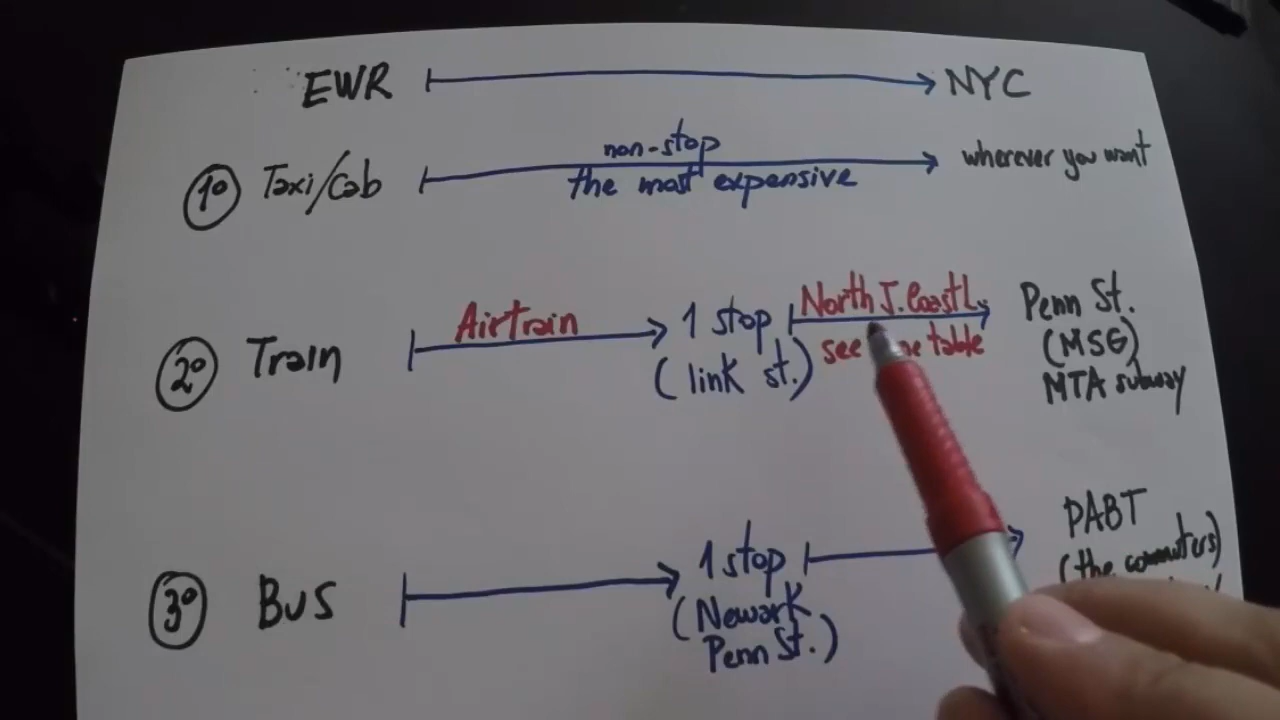 EWR NYC
1º Taxi/Cab non-stop wherever you want
the most expensive
2º Train Airtrain 1 stop North J. Coast L. Penn St.
(link st.) see table (MSG)
MTA subway
3º Bus 1 stop PABT
(Newark (the commuters)
Penn St.)